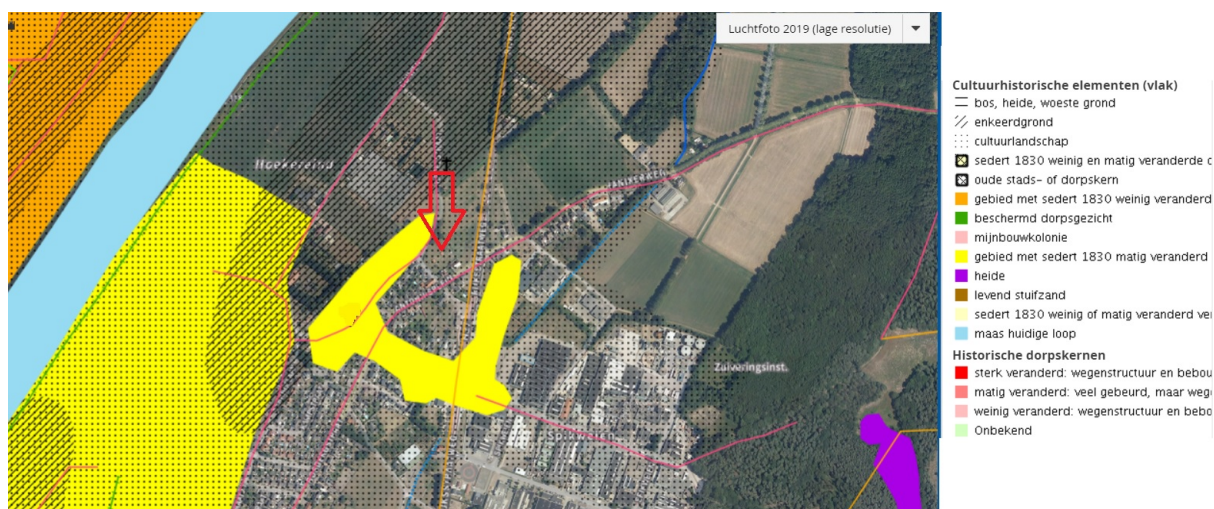 Luchtfoto 2019 (lage resolutie)
Hoekereind
Zuiveringsinst.
Cultuurhistorische elementen (vlak)
bos, heide, woeste grond
enkeerdgrond
cultuurlandschap
sedert 1830 weinig en matig veranderde c
oude stads- of dorpskern
gebied met sedert 1830 weinig veranderd
beschermd dorpsgezicht
mijnbouwkolonie
gebied met sedert 1830 matig veranderd
heide
levend stuifzand
sedert 1830 weinig of matig veranderd ve
maas huidige loop
Historische dorpskernen
sterk veranderd: wegenstructuur en bebou
matig veranderd: veel gebeurd, maar weg
weinig veranderd: wegenstructuur en bebo
Onbekend